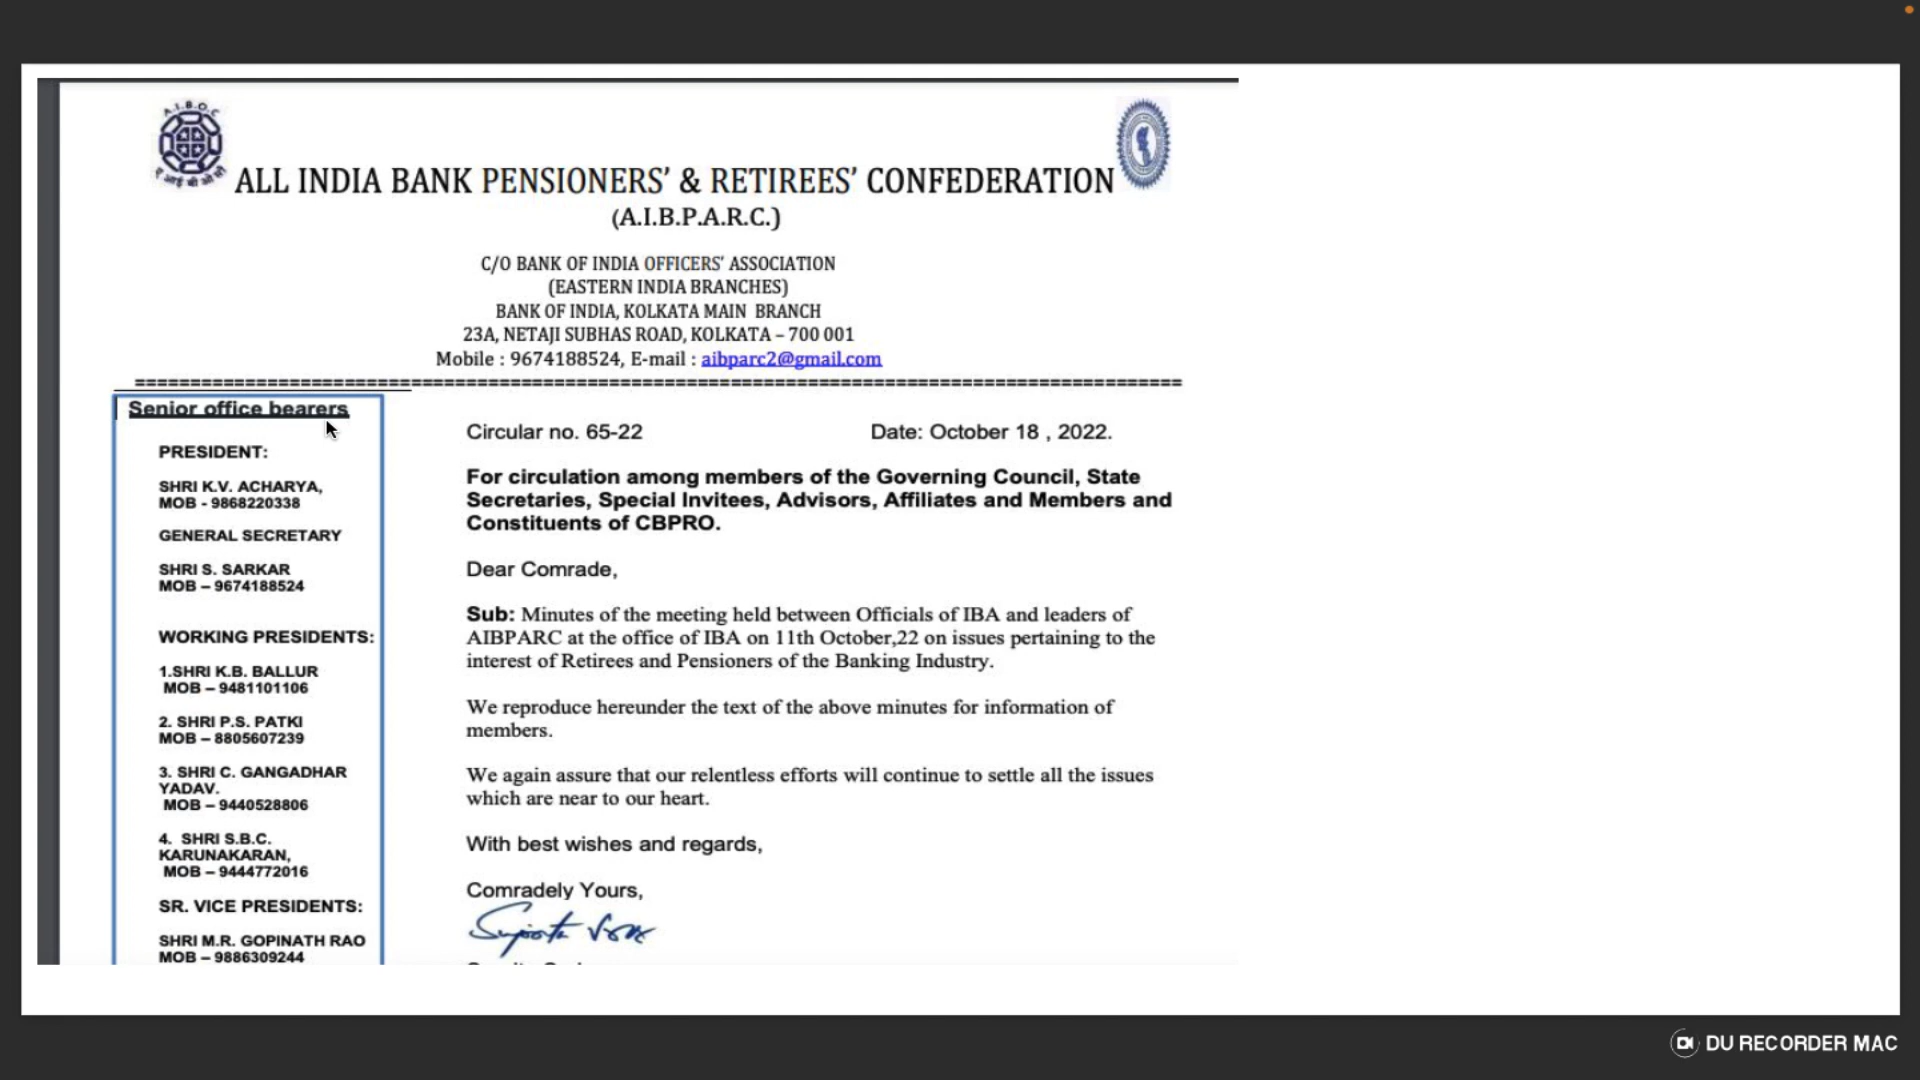 A.I.B.O.C
ALL INDIA BANK PENSIONERS’ & RETIREES’ CONFEDERATION
(A.I.B.P.A.R.C.)
C/O BANK OF INDIA OFFICERS’ ASSOCIATION
(EASTERN INDIA BRANCHES)
BANK OF INDIA, KOLKATA MAIN BRANCH
23A, NETAJI SUBHAS ROAD, KOLKATA – 700 001
Mobile : 9674188524, E-mail : aibparc2@gmail.com
Senior office bearers
PRESIDENT:
SHRI K.V. ACHARYA,
MOB - 9868220338
GENERAL SECRETARY
SHRI S. SARKAR
MOB – 9674188524
WORKING PRESIDENTS:
1.SHRI K.B. BALLUR
MOB – 9481101106
2. SHRI P.S. PATKI
MOB – 8805607239
3. SHRI C. GANGADHAR
YADAV.
MOB – 9440528806
4. SHRI S.B.C.
KARUNAKARAN,
MOB – 9444772016
SR. VICE PRESIDENTS:
SHRI M.R. GOPINATH RAO
MOB – 9886309244
Circular no. 65-22 Date: October 18 , 2022.
For circulation among members of the Governing Council, State
Secretaries, Special Invitees, Advisors, Affiliates and Members and
Constituents of CBPRO.
Dear Comrade,
Sub: Minutes of the meeting held between Officials of IBA and leaders of
AIBPARC at the office of IBA on 11th October,22 on issues pertaining to the
interest of Retirees and Pensioners of the Banking Industry.
We reproduce hereunder the text of the above minutes for information of
members.
We again assure that our relentless efforts will continue to settle all the issues
which are near to our heart.
With best wishes and regards,
Comradely Yours,
DU RECORDER MAC